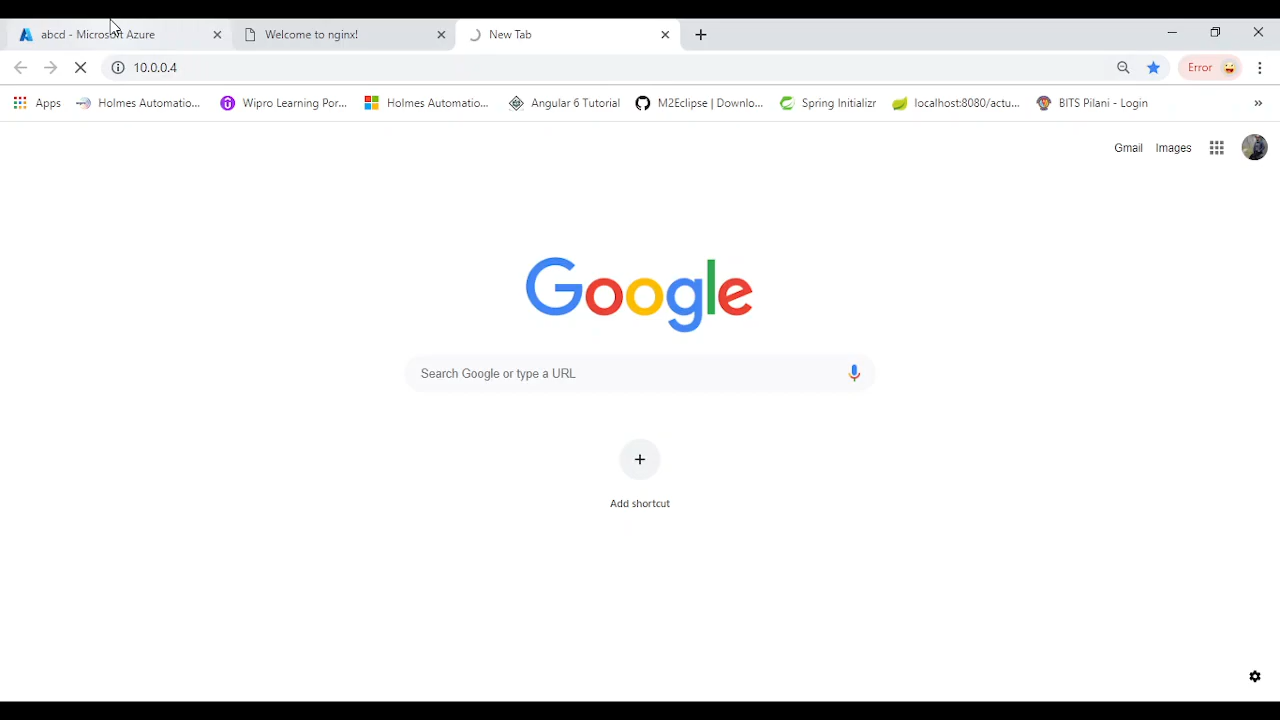 abcd - Microsoft Azure
Welcome to nginx!
New Tab
10.0.0.4
Error
Apps
Holmes Automatio...
Wipro Learning Por...
Holmes Automatio...
Angular 6 Tutorial
M2Eclipse | Downlo...
Spring Initializr
localhost:8080/actu...
BITS Pilani - Login
»
Gmail
Images
Google
Search Google or type a URL
Add shortcut